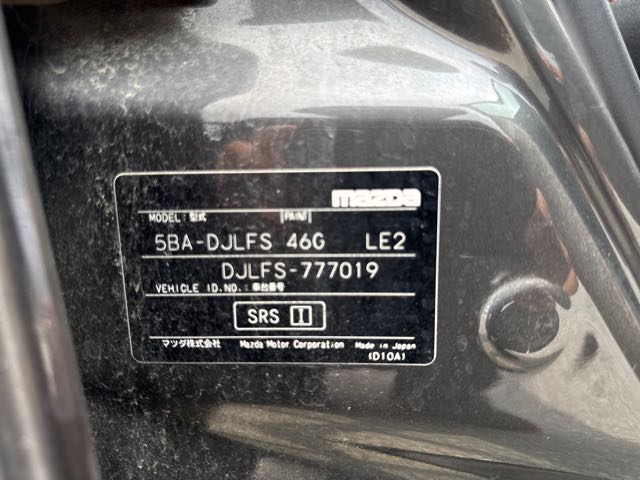 mazda
MODEL:型式 PAINT
5BA-DJLFS 46G LE2
DJLFS-777019
VEHICLE ID.NO.:車台番号
SRS I
マツダ株式会社 Mazda Motor Corporation Made in Japan
(D10A)